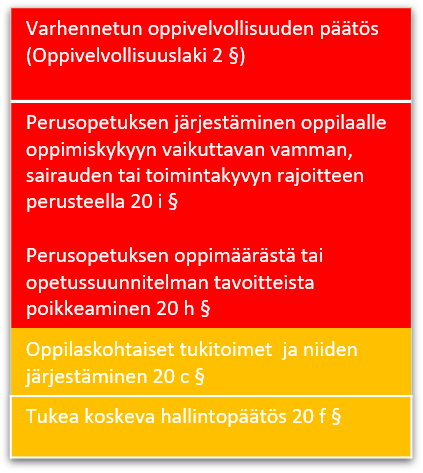 Varhennetun oppivelvollisuuden päätös
(Oppivelvollisuuslaki 2 §)
Perusopetuksen järjestäminen oppilaalle
oppimiskykyyn vaikuttavan vamman,
sairauden tai toimintakyvyn rajoitteen
perusteella 20 i §
Perusopetuksen oppimäärästä tai
opetussuunnitelman tavoitteista
poikkeaminen 20 h §
Oppilaskohtaiset tukitoimet  ja niiden
järjestäminen 20 c §
Tukea koskeva hallintopäätös 20 f §